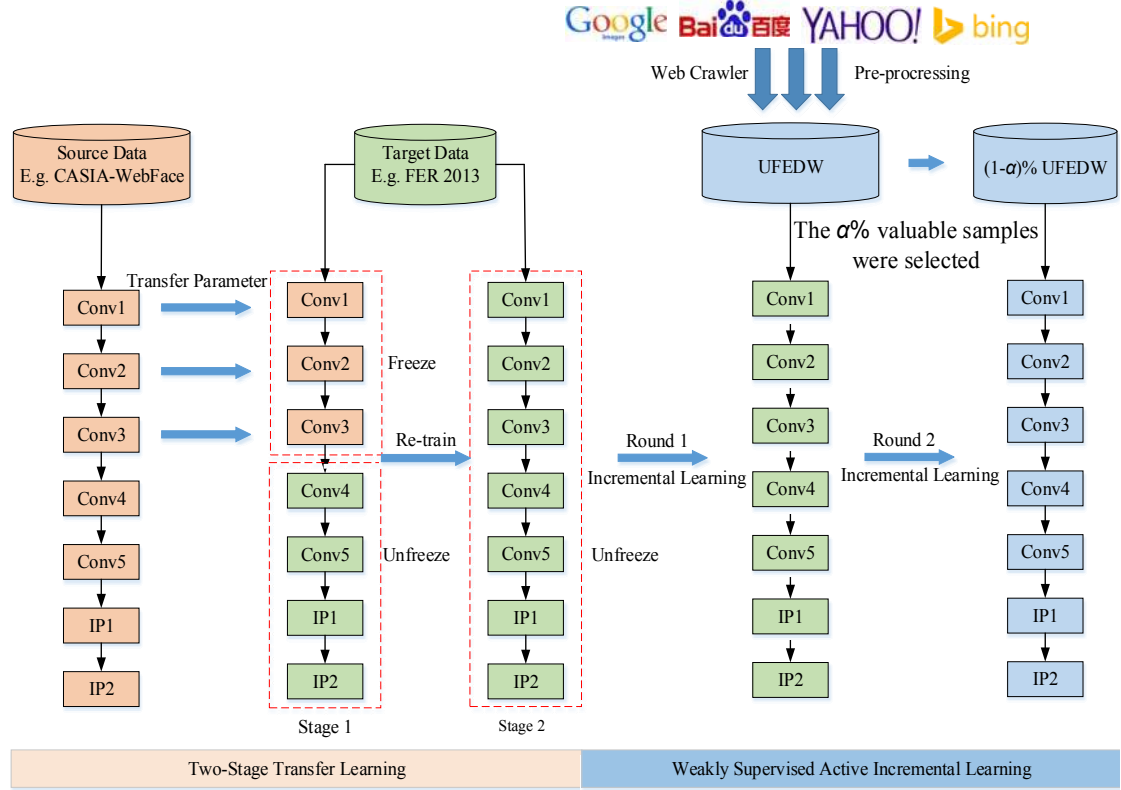 Google
Images
Bai du 百度
YAHOO!
bing
Web Crawler
Pre-procressing
Source Data
E.g. CASIA-WebFace
Target Data
E.g. FER 2013
UFEDW
(1-α)% UFEDW
The α% valuable samples
were selected
Transfer Parameter
Conv1
Conv2
Conv3
Conv4
Conv5
IP1
IP2
Conv1
Conv2
Conv3
Freeze
Conv4
Conv5
IP1
IP2
Unfreeze
Stage 1
Re-train
Conv1
Conv2
Conv3
Conv4
Conv5
IP1
IP2
Unfreeze
Stage 2
Round 1
Incremental Learning
Conv1
Conv2
Conv3
Conv4
Conv5
IP1
IP2
Round 2
Incremental Learning
Conv1
Conv2
Conv3
Conv4
Conv5
IP1
IP2
Two-Stage Transfer Learning
Weakly Supervised Active Incremental Learning